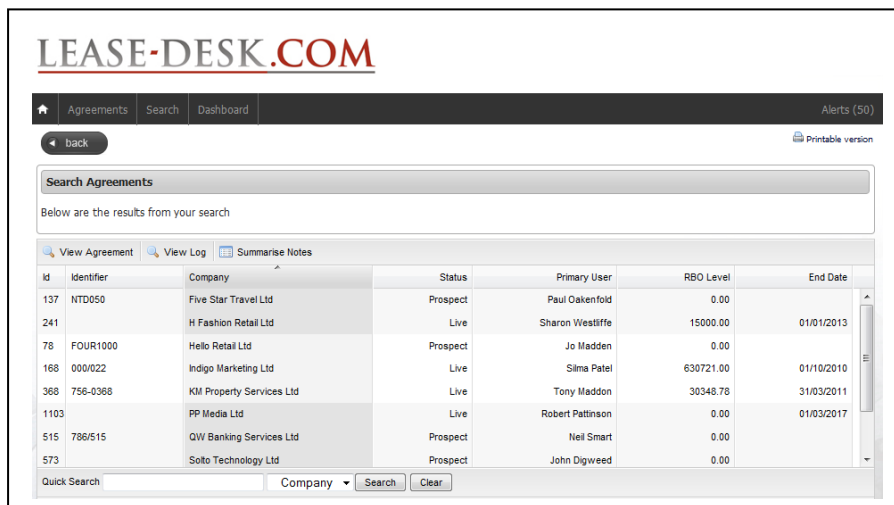 LEASE-DESK.COM
Agreements Search Dashboard Alerts (50)
back Printable version
Search Agreements
Below are the results from your search
View Agreement View Log Summarise Notes
Id Identifier Company Status Primary User RBO Level End Date
137 NTD050 Five Star Travel Ltd Prospect Paul Oakenfold 0.00
241 H Fashion Retail Ltd Live Sharon Westliffe 15000.00 01/01/2013
78 FOUR1000 Hello Retail Ltd Prospect Jo Madden 0.00
168 000/022 Indigo Marketing Ltd Live Silma Patel 630721.00 01/10/2010
368 756-0368 KM Property Services Ltd Live Tony Maddon 30348.78 31/03/2011
1103 PP Media Ltd Live Robert Pattinson 0.00 01/03/2017
515 786/515 QW Banking Services Ltd Prospect Neil Smart 0.00
573 Solto Technology Ltd Prospect John Digweed 0.00
Quick Search Company Search Clear